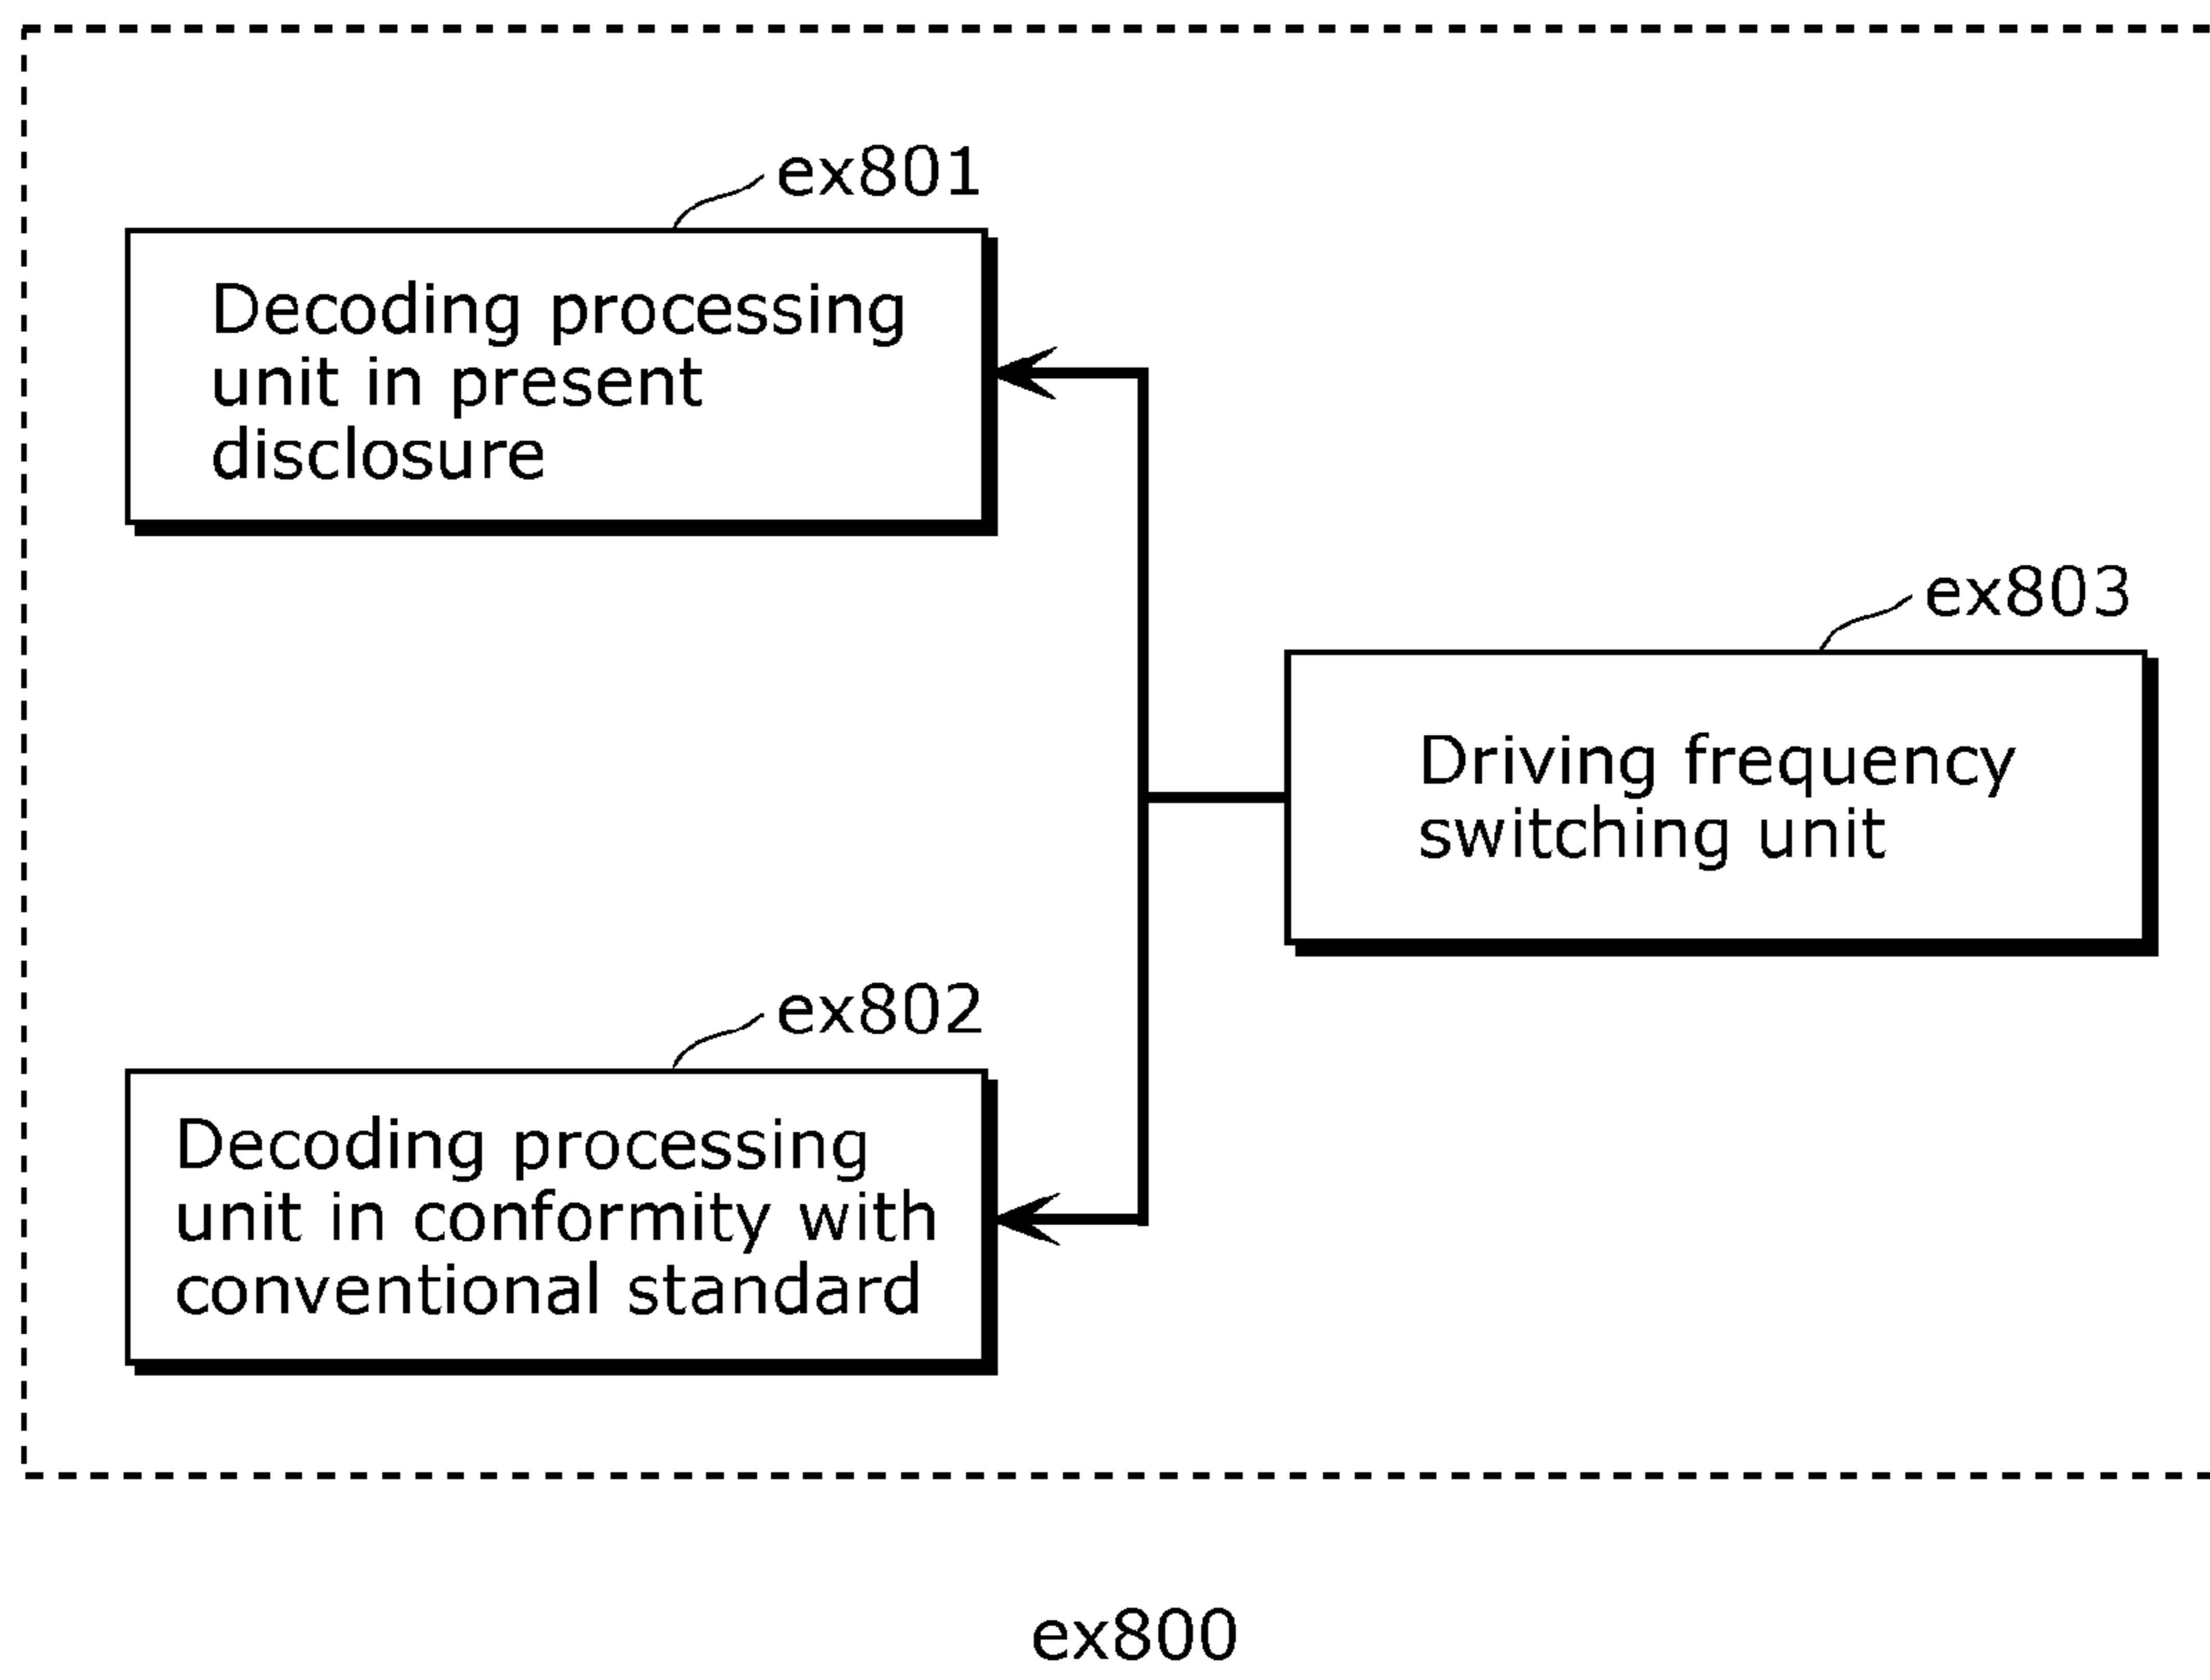 ex801
Decoding processing
unit in present
disclosure
ex803
Driving frequency
switching unit
ex802
Decoding processing
unit in conformity with
conventional standard
ex800